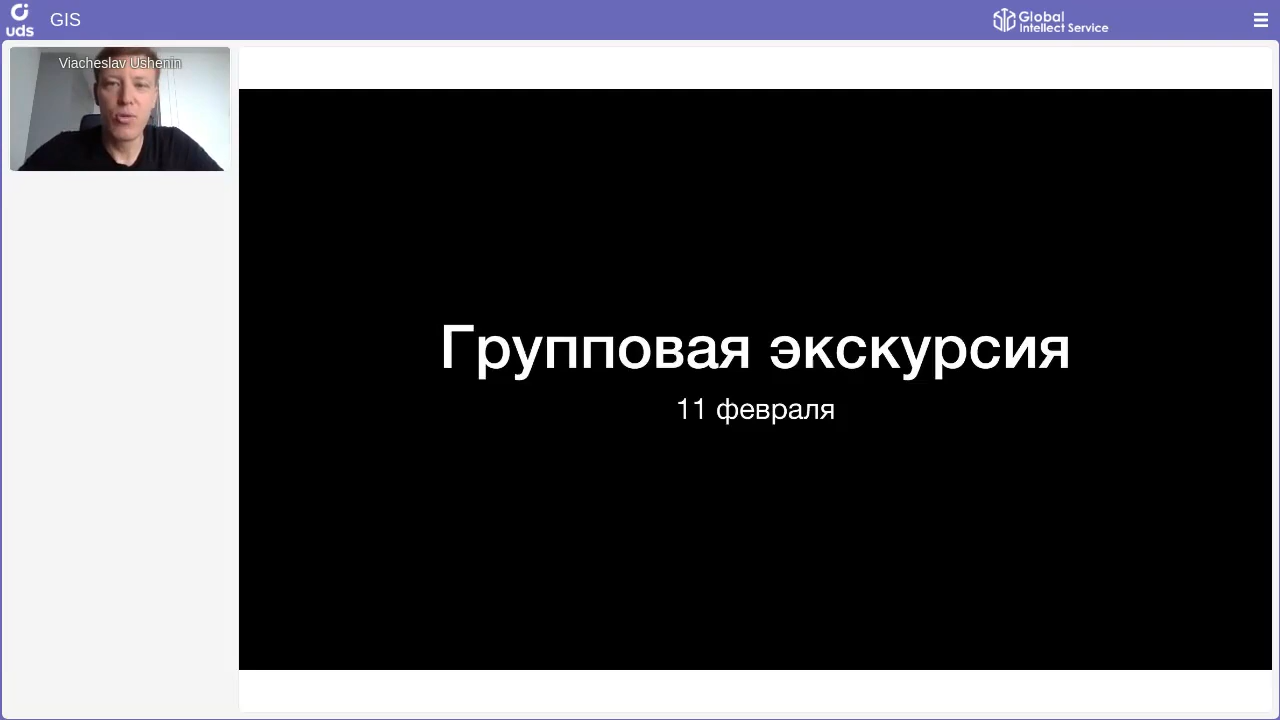 uds
GIS
Global
Intellect Service
Viacheslav Ushenin
Групповая экскурсия
11 февраля